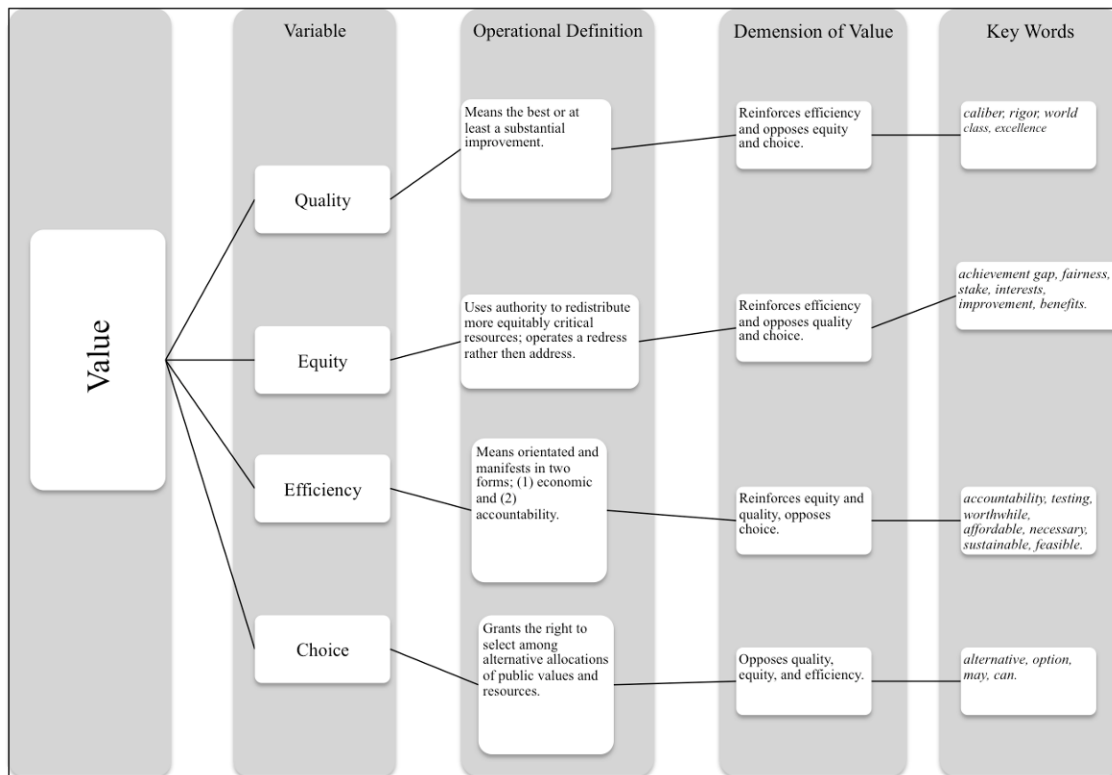 Variable
Operational Definition
Demension of Value
Key Words
Value
Quality
Means the best or at
least a substantial
improvement.
Reinforces efficiency
and opposes equity
and choice.
caliber, rigor, world
class, excellence
Equity
Uses authority to redistribute
more equitably critical
resources; operates a redress
rather then address.
Reinforces efficiency
and opposes quality
and choice.
achievement gap, fairness,
stake, interests,
improvement, benefits.
Efficiency
Means orientated and
manifests in two
forms; (1) economic
and (2)
accountability.
Reinforces equity and
quality, opposes
choice.
accountability, testing,
worthwhile,
affordable, necessary,
sustainable, feasible.
Choice
Grants the right to
select among
alternative allocations
of public values and
resources.
Opposes quality,
equity, and efficiency.
alternative, option,
may, can.